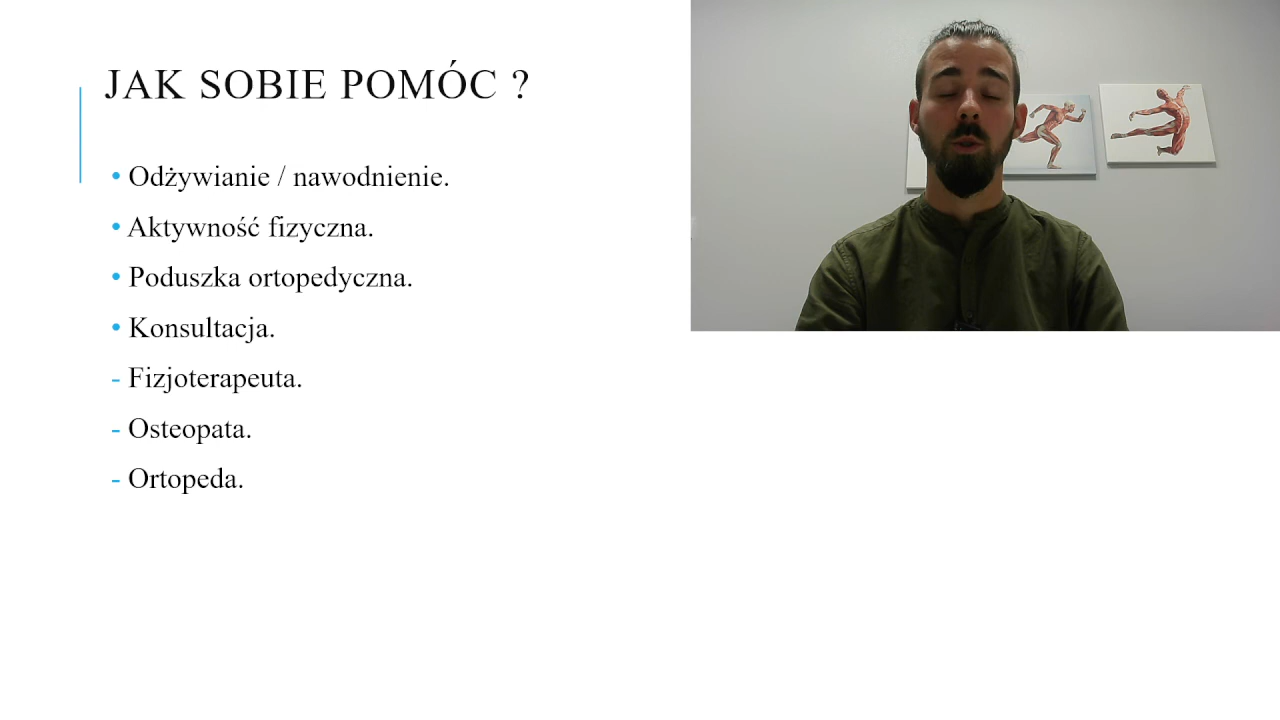 JAK SOBIE POMÓC ?
• Odżywianie / nawodnienie.
• Aktywność fizyczna.
• Poduszka ortopedyczna.
• Konsultacja.
- Fizjoterapeuta.
- Osteopata.
- Ortopeda.